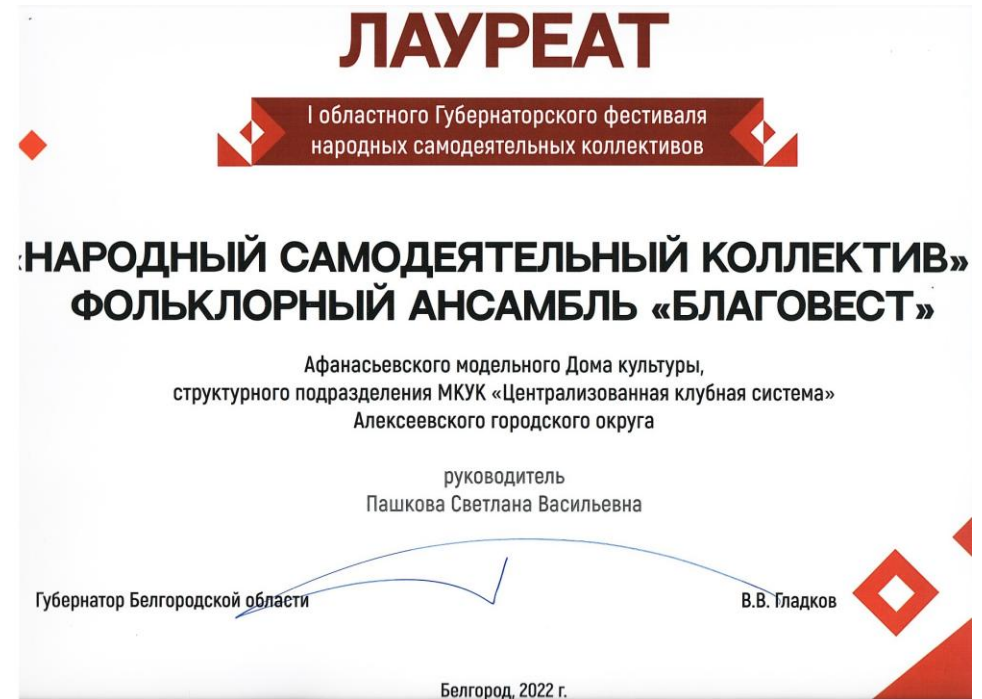 ЛАУРЕАТ
I областного Губернаторского фестиваля
народных самодеятельных коллективов
«НАРОДНЫЙ САМОДЕЯТЕЛЬНЫЙ КОЛЛЕКТИВ»
ФОЛЬКЛОРНЫЙ АНСАМБЛЬ «БЛАГОВЕСТ»
Афанасьевского модельного Дома культуры,
структурного подразделения МКУК «Централизованная клубная система»
Алексеевского городского округа
руководитель
Пашкова Светлана Васильевна
Губернатор Белгородской области В.В. Гладков
Белгород, 2022 г.